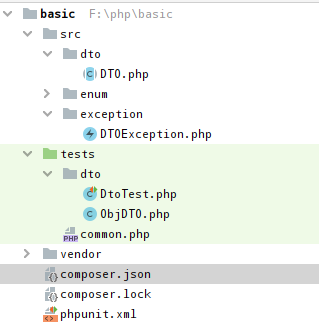 basic F:\php\basic
src
dto
DTO.php
enum
exception
DTOException.php
tests
dto
DtoTest.php
ObjDTO.php
PHP common.php
vendor
composer.json
composer.lock
phpunit.xml